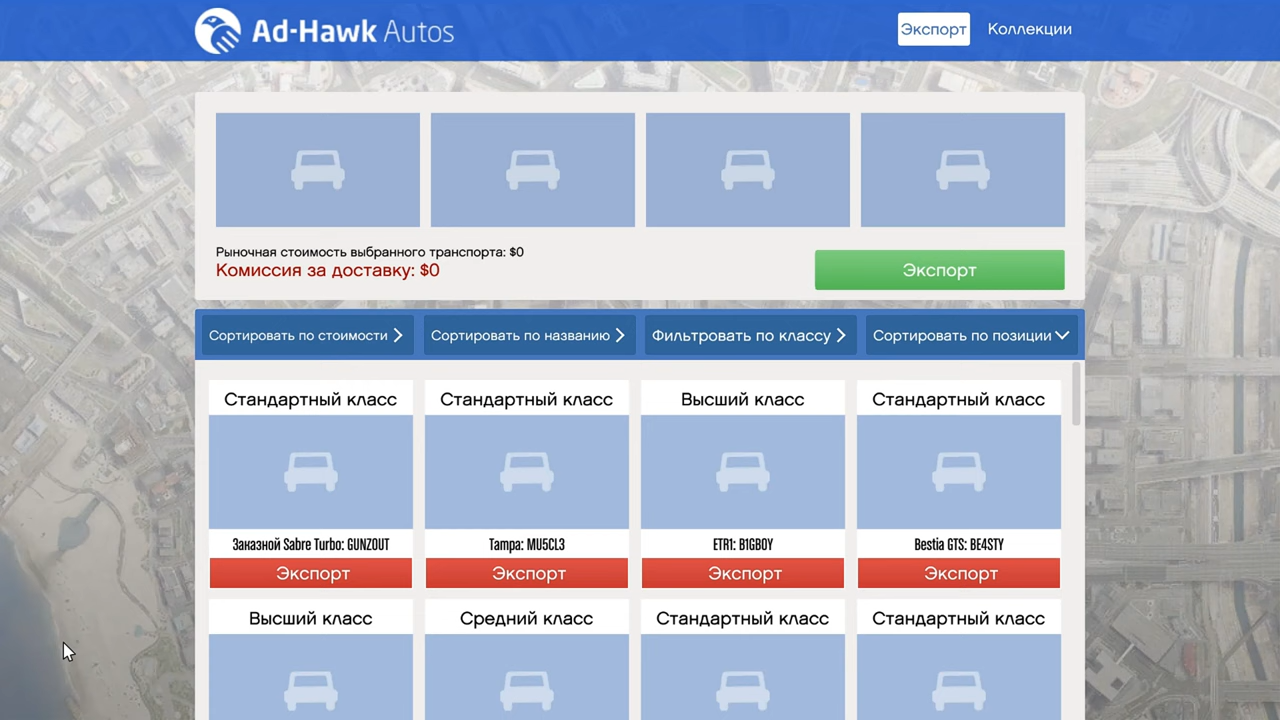 Ad-Hawk Autos
Экспорт Коллекции
Рыночная стоимость выбранного транспорта: $0
Комиссия за доставку: $0
Экспорт
Сортировать по стоимости Сортировать по названию Фильтровать по классу Сортировать по позиции
Стандартный класс Стандартный класс Высший класс Стандартный класс
Заказной Sabre Turbo: GUNZOUT Tampa: MU5CL3 ETR1: B1GB0Y Bestia GTS: BE4STY
Экспорт Экспорт Экспорт Экспорт
Высший класс Средний класс Стандартный класс Стандартный класс